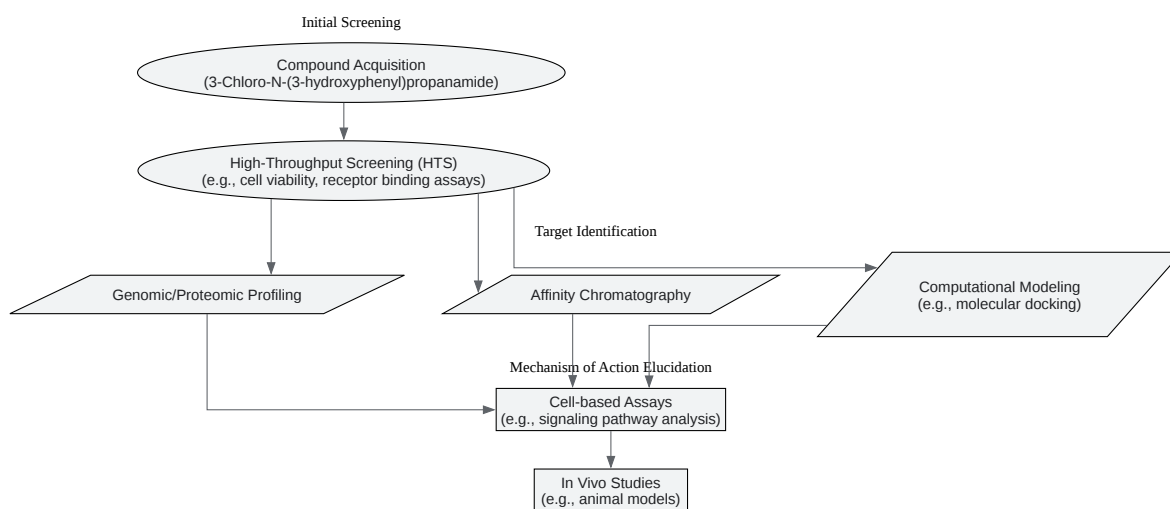 Initial Screening
Compound Acquisition
(3-Chloro-N-(3-hydroxyphenyl)propanamide)
High-Throughput Screening (HTS)
(e.g., cell viability, receptor binding assays)
Target Identification
Genomic/Proteomic Profiling
Affinity Chromatography
Computational Modeling
(e.g., molecular docking)
Mechanism of Action Elucidation
Cell-based Assays
(e.g., signaling pathway analysis)
In Vivo Studies
(e.g., animal models)